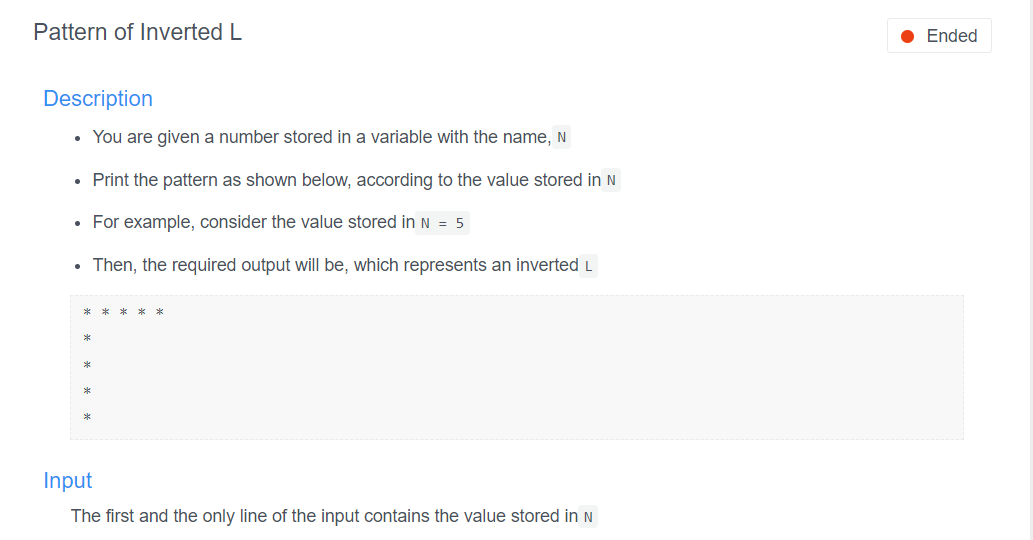 Pattern of Inverted L
Ended
Description
• You are given a number stored in a variable with the name, N
• Print the pattern as shown below, according to the value stored in N
• For example, consider the value stored in N = 5
• Then, the required output will be, which represents an inverted L
* * * * *
*
*
*
*
Input
The first and the only line of the input contains the value stored in N